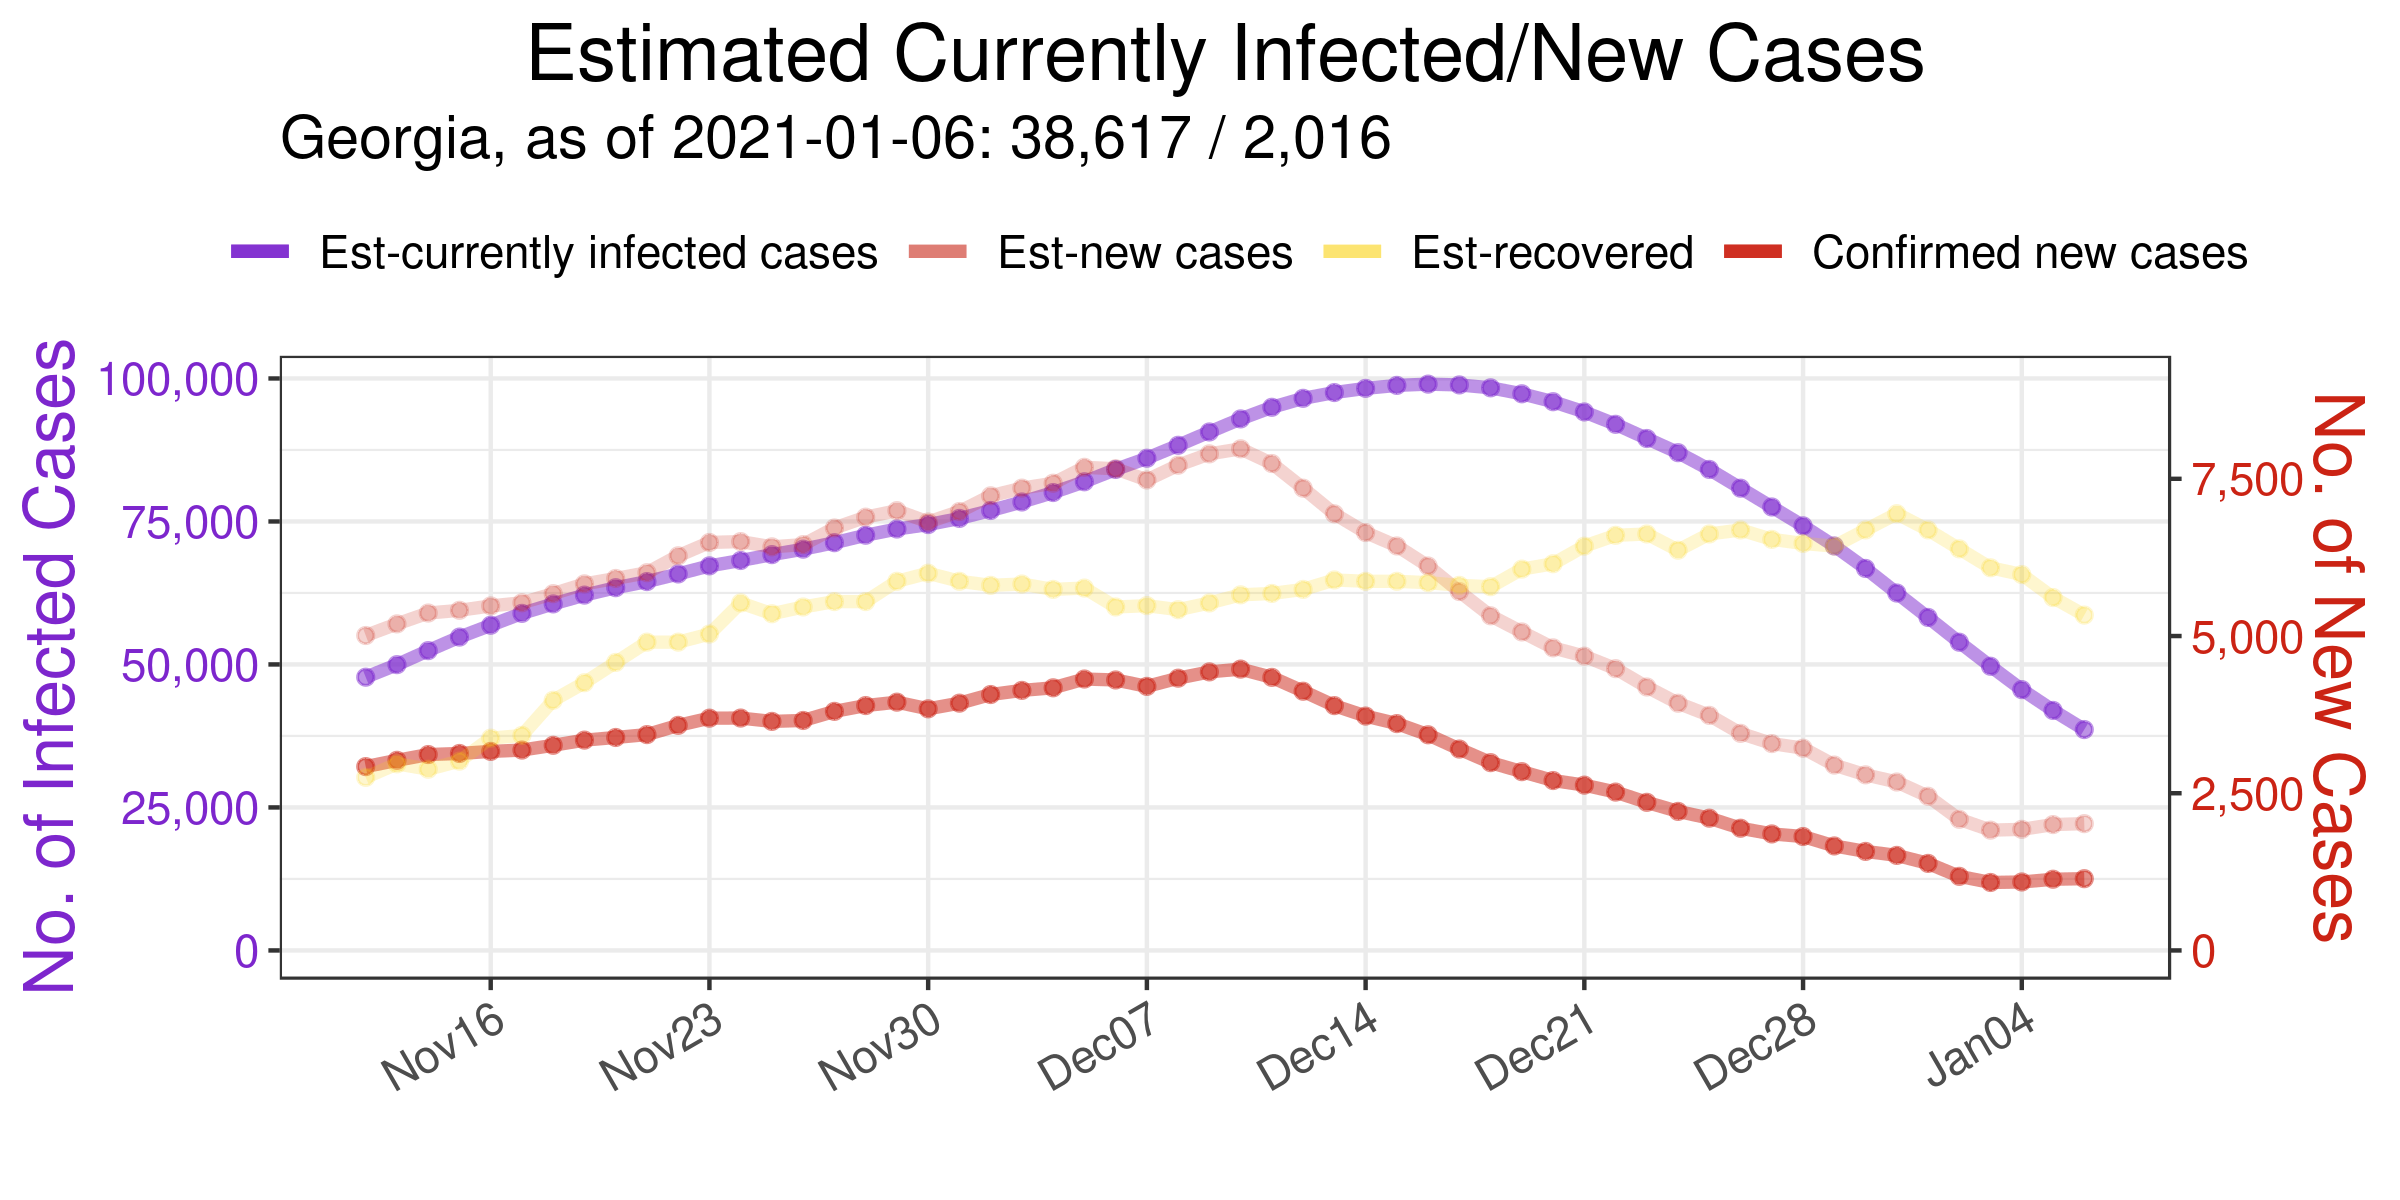 Estimated Currently Infected/New Cases
Georgia, as of 2021-01-06: 38,617 / 2,016
Est-currently infected cases
Est-new cases
Est-recovered
Confirmed new cases
No. of Infected Cases
100,000
75,000
50,000
25,000
0
7,500
5,000
2,500
0
No. of New Cases
Nov16
Nov23
Nov30
Dec07
Dec14
Dec21
Dec28
Jan04